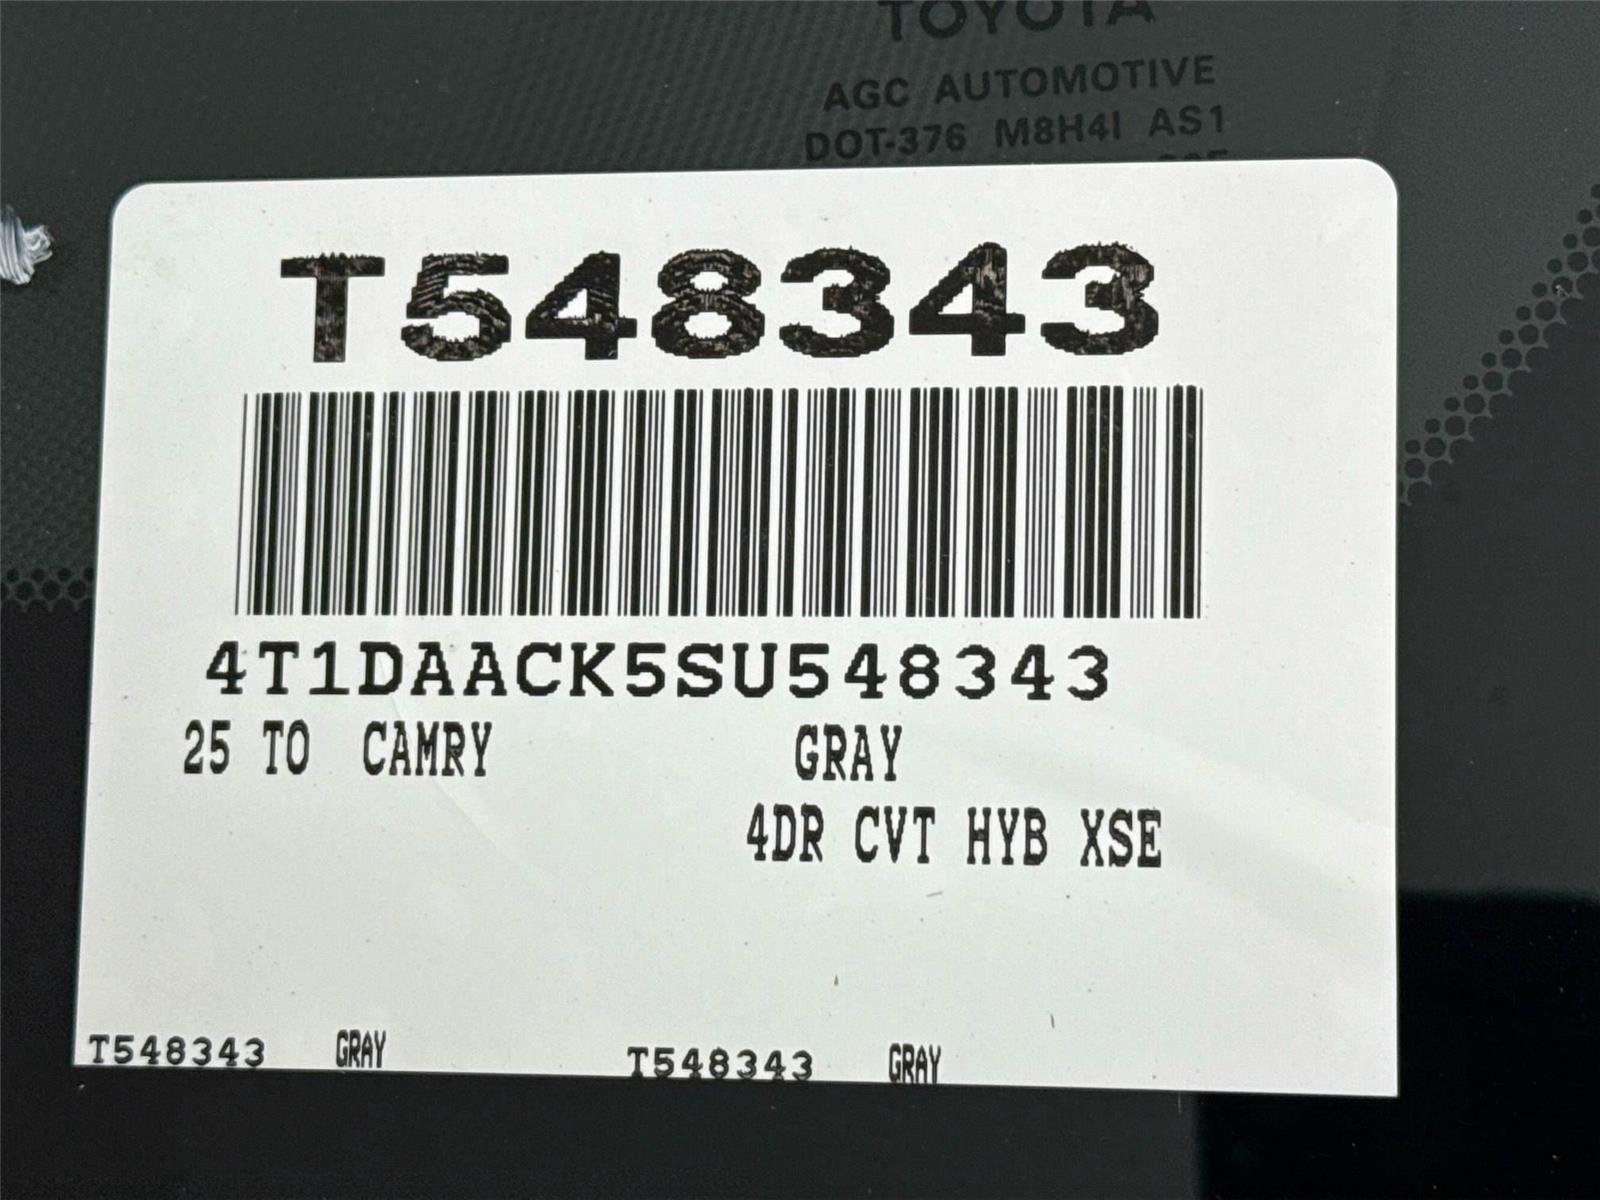 TOYOTA
AGC AUTOMOTIVE
DOT-376 M8H4I AS1
T548343
4T1DAACK5SU548343
25 TO CAMRY GRAY
4DR CVT HYB XSE
T548343 GRAY T548343 GRAY